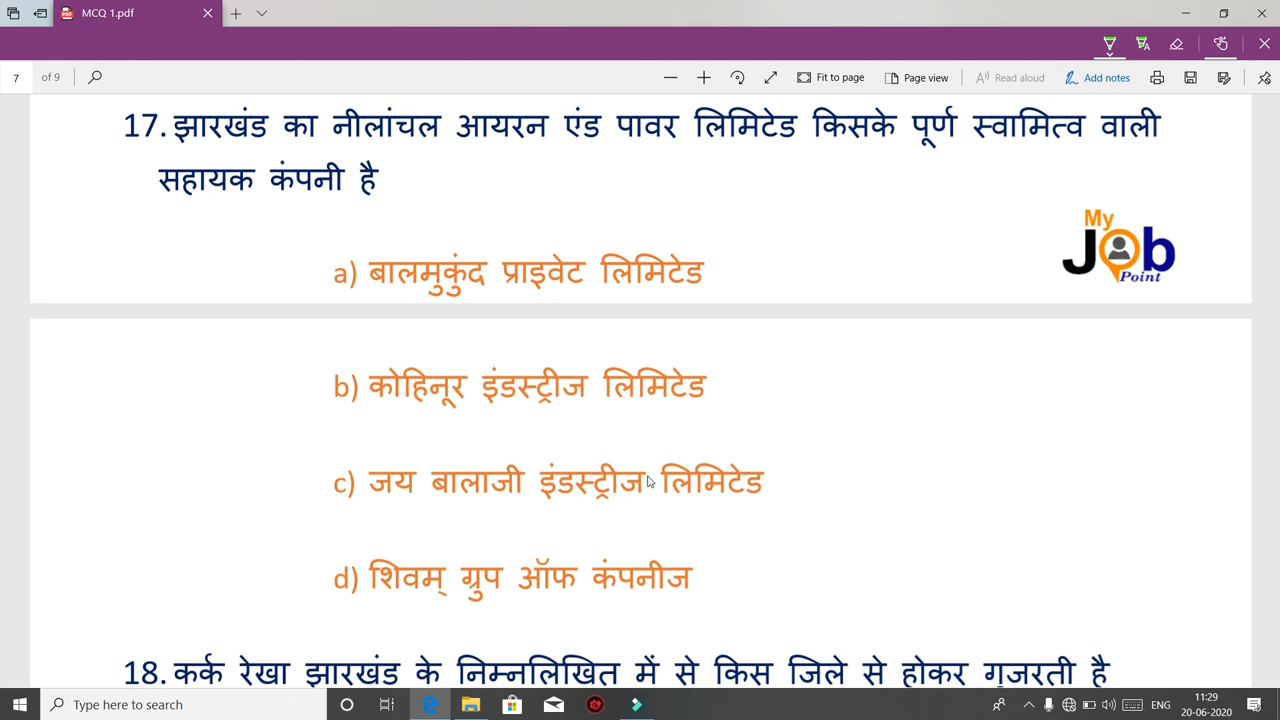 MCQ 1.pdf
7 of 9
Fit to page
Page view
Read aloud
Add notes
17. झारखंड का नीलांचल आयरन एंड पावर लिमिटेड किसके पूर्ण स्वामित्व वाली
सहायक कंपनी है
My
JOb
Point
a) बालमुकुंद प्राइवेट लिमिटेड
b) कोहिनूर इंडस्ट्रीज लिमिटेड
c) जय बालाजी इंडस्ट्रीज लिमिटेड
d) शिवम् ग्रुप ऑफ कंपनीज
18. कर्क रेखा झारखंड के निम्नलिखित में से किस जिले से होकर गुजरती है
Type here to search
11:29
20-06-2020